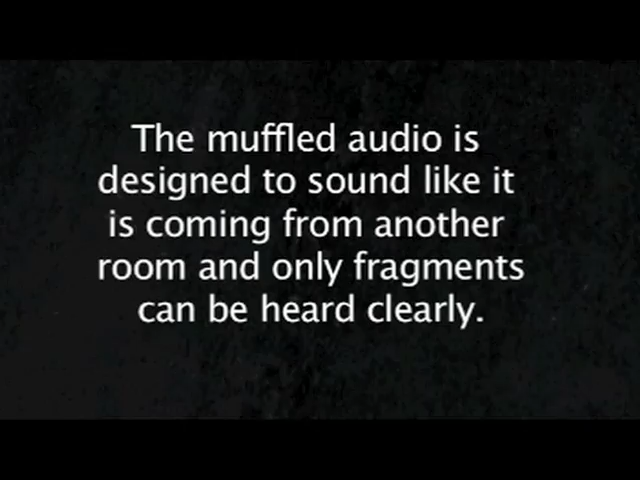 The muffled audio is
designed to sound like it
is coming from another
room and only fragments
can be heard clearly.